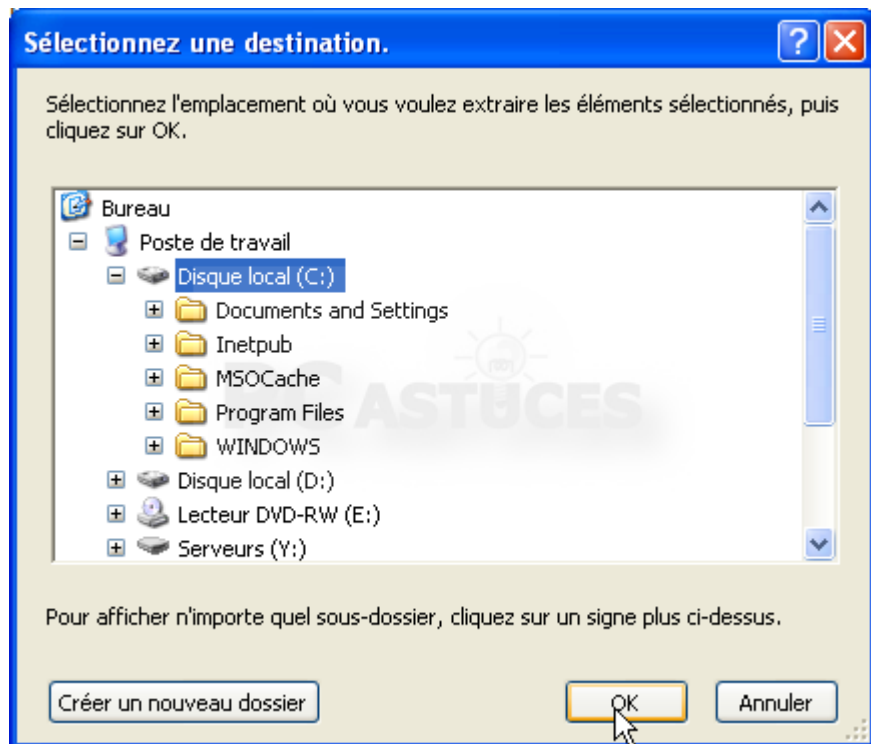 Sélectionnez une destination.
Sélectionnez l'emplacement où vous voulez extraire les éléments sélectionnés, puis
cliquez sur OK.
Bureau
Poste de travail
Disque local (C:)
Documents and Settings
Inetpub
MSOCache
Program Files
WINDOWS
Disque local (D:)
Lecteur DVD-RW (E:)
Serveurs (Y:)
PC ASTUCES
Pour afficher n'importe quel sous-dossier, cliquez sur un signe plus ci-dessus.
Créer un nouveau dossier
OK
Annuler